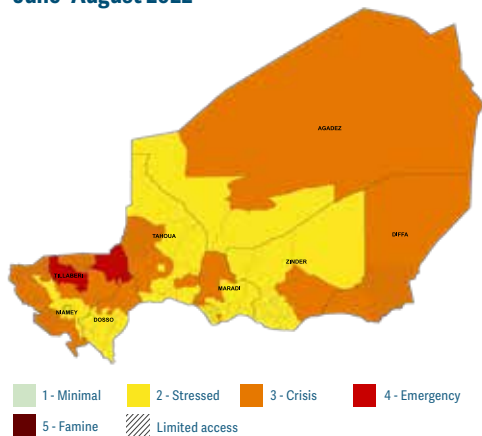 June-August 2022
AGADEZ
TAHOUA
DIFFA
ZINDER
TILLABERI
MARADI
NIAMEY
DOSSO
1 - Minimal
2 - Stressed
3 - Crisis
4 - Emergency
5 - Famine
Limited access